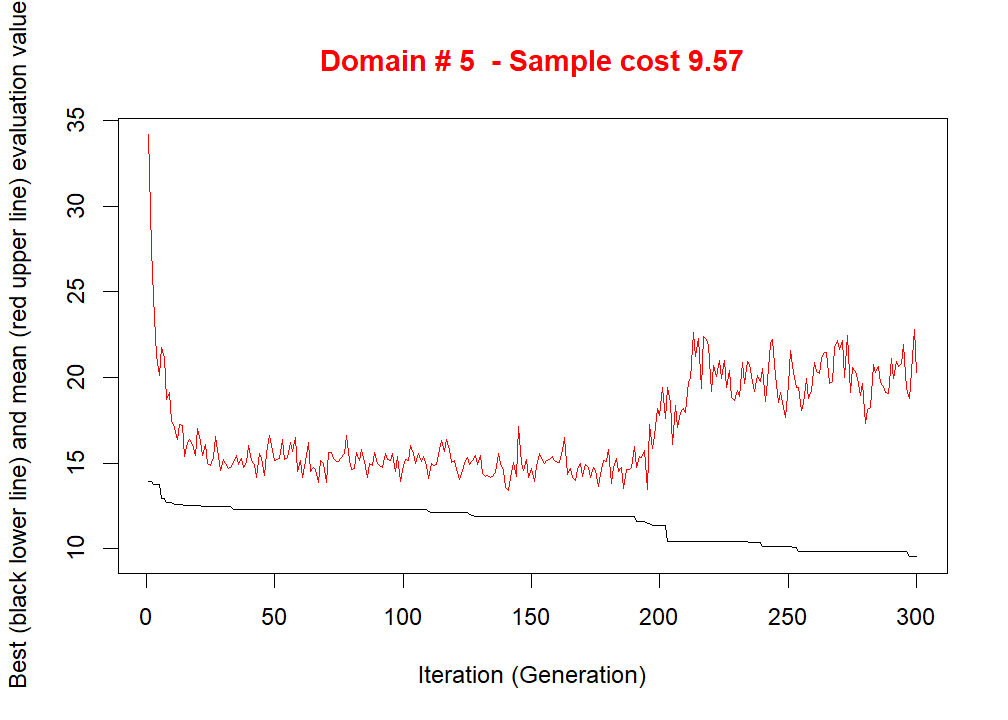 Domain # 5  - Sample cost 9.57
Best (black lower line) and mean (red upper line) evaluation value
35
30
25
20
15
10
0 50 100 150 200 250 300
Iteration (Generation)